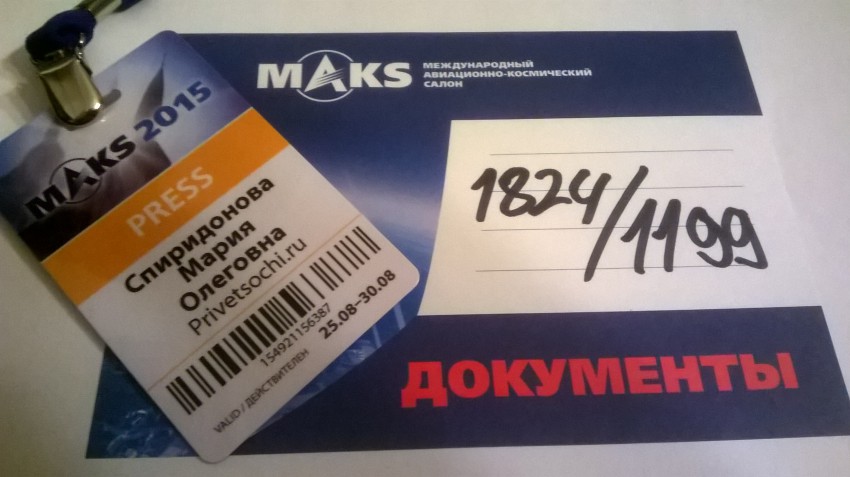 MAKS 2015
PRESS
Спиридонова
Мария
Олеговна
Privetsochi.ru
154921156387
VALID / ДЕЙСТВИТЕЛЕН 25.08–30.08
MAKS
МЕЖДУНАРОДНЫЙ
АВИАЦИОННО-КОСМИЧЕСКИЙ
САЛОН
1824/1199
ДОКУМЕНТЫ